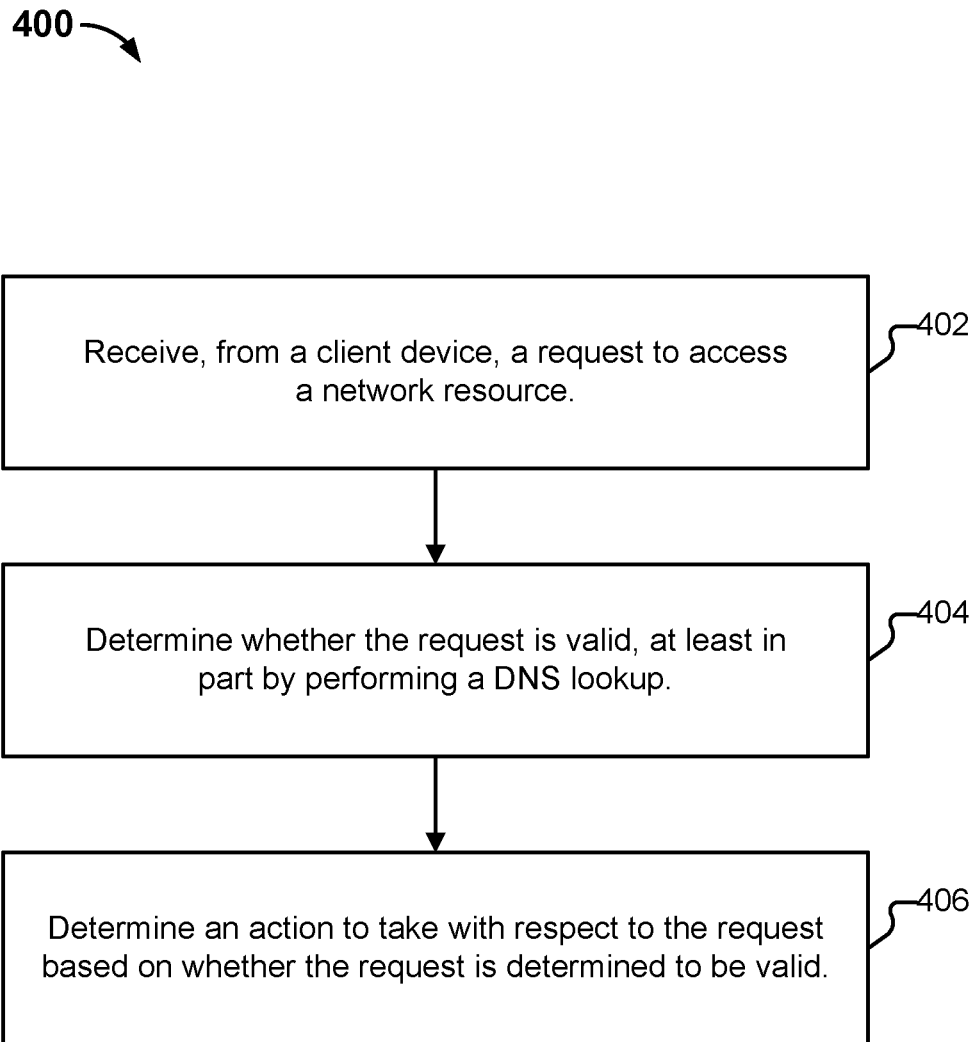 400
Receive, from a client device, a request to access
a network resource.
402
Determine whether the request is valid, at least in
part by performing a DNS lookup.
404
Determine an action to take with respect to the request
based on whether the request is determined to be valid.
406